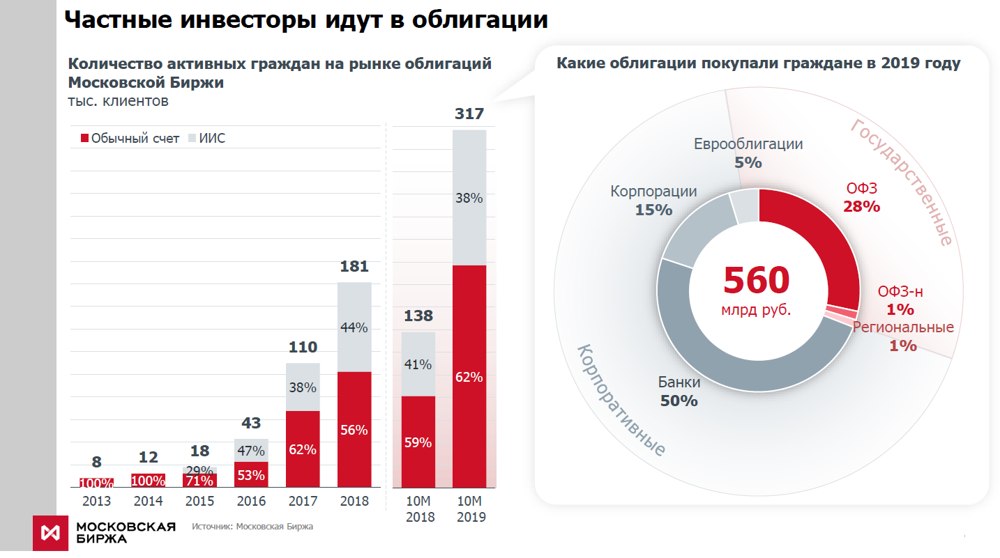 Частные инвесторы идут в облигации
Количество активных граждан на рынке облигаций
Московской Биржи
тыс. клиентов
Обычный счет ИИС
8
100%
2013
12
100%
2014
18
29%
71%
2015
43
47%
53%
2016
110
38%
62%
2017
181
44%
56%
2018
138
41%
59%
10М
2018
317
38%
62%
10М
2019
Какие облигации покупали граждане в 2019 году
Государственные
Еврооблигации
5%
Корпорации
15%
ОФЗ
28%
560
млрд руб.
ОФЗ-н
1%
Региональные
1%
Банки
50%
Корпоративные
МОСКОВСКАЯ
БИРЖА
Источник: Московская Биржа